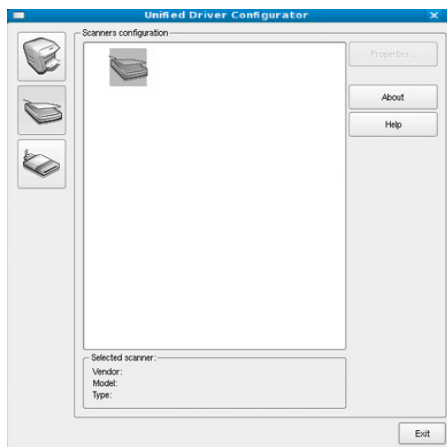 Unified Driver Configurator
Scanners configuration
Properties...
About
Help
Selected scanner:
Vendor:
Model:
Type:
Exit